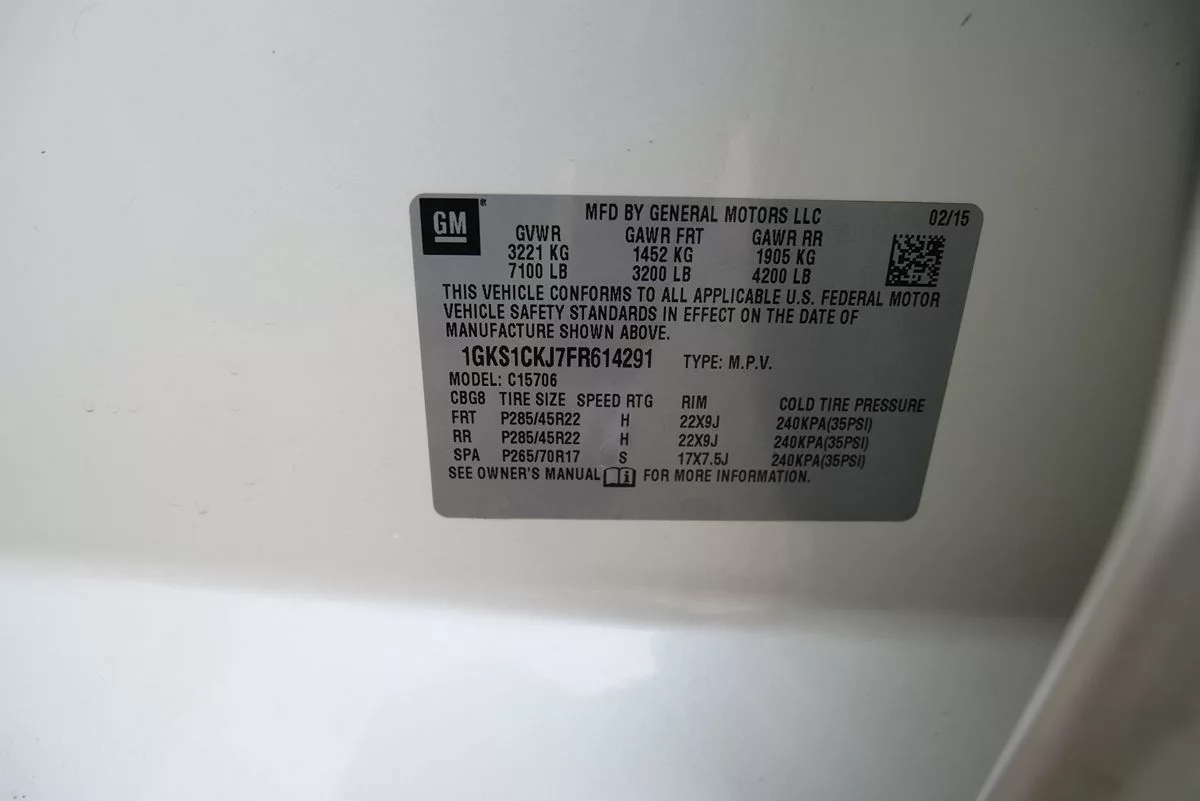 GM ® MFD BY GENERAL MOTORS LLC 02/15
GVWR GAWR FRT GAWR RR
3221 KG 1452 KG 1905 KG
7100 LB 3200 LB 4200 LB
THIS VEHICLE CONFORMS TO ALL APPLICABLE U.S. FEDERAL MOTOR
VEHICLE SAFETY STANDARDS IN EFFECT ON THE DATE OF
MANUFACTURE SHOWN ABOVE.
1GKS1CKJ7FR614291 TYPE: M.P.V.
MODEL: C15706
CBG8 TIRE SIZE SPEED RTG RIM COLD TIRE PRESSURE
FRT P285/45R22 H 22X9J 240KPA(35PSI)
RR P285/45R22 H 22X9J 240KPA(35PSI)
SPA P265/70R17 S 17X7.5J 240KPA(35PSI)
SEE OWNER'S MANUAL i FOR MORE INFORMATION.